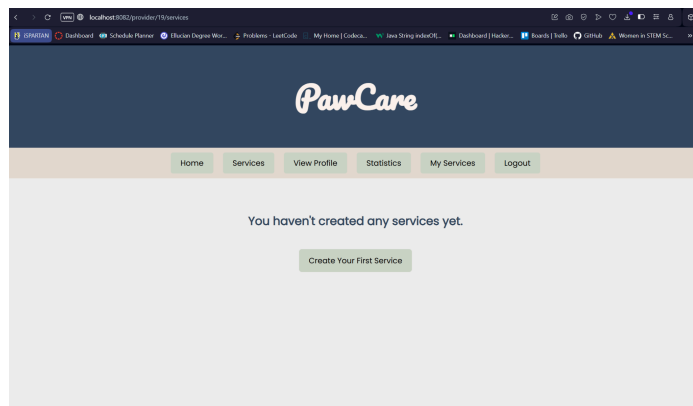 VPN localhost:8082/provider/19/services
iSPARTAN Dashboard Schedule Planner Ellucian Degree Wor... Problems - LeetCode My Home | Codeca... Java String indexOf(... Dashboard | Hacker... Boards | Trello GitHub Women in STEM Sc... »
PawCare
Home Services View Profile Statistics My Services Logout
You haven't created any services yet.
Create Your First Service